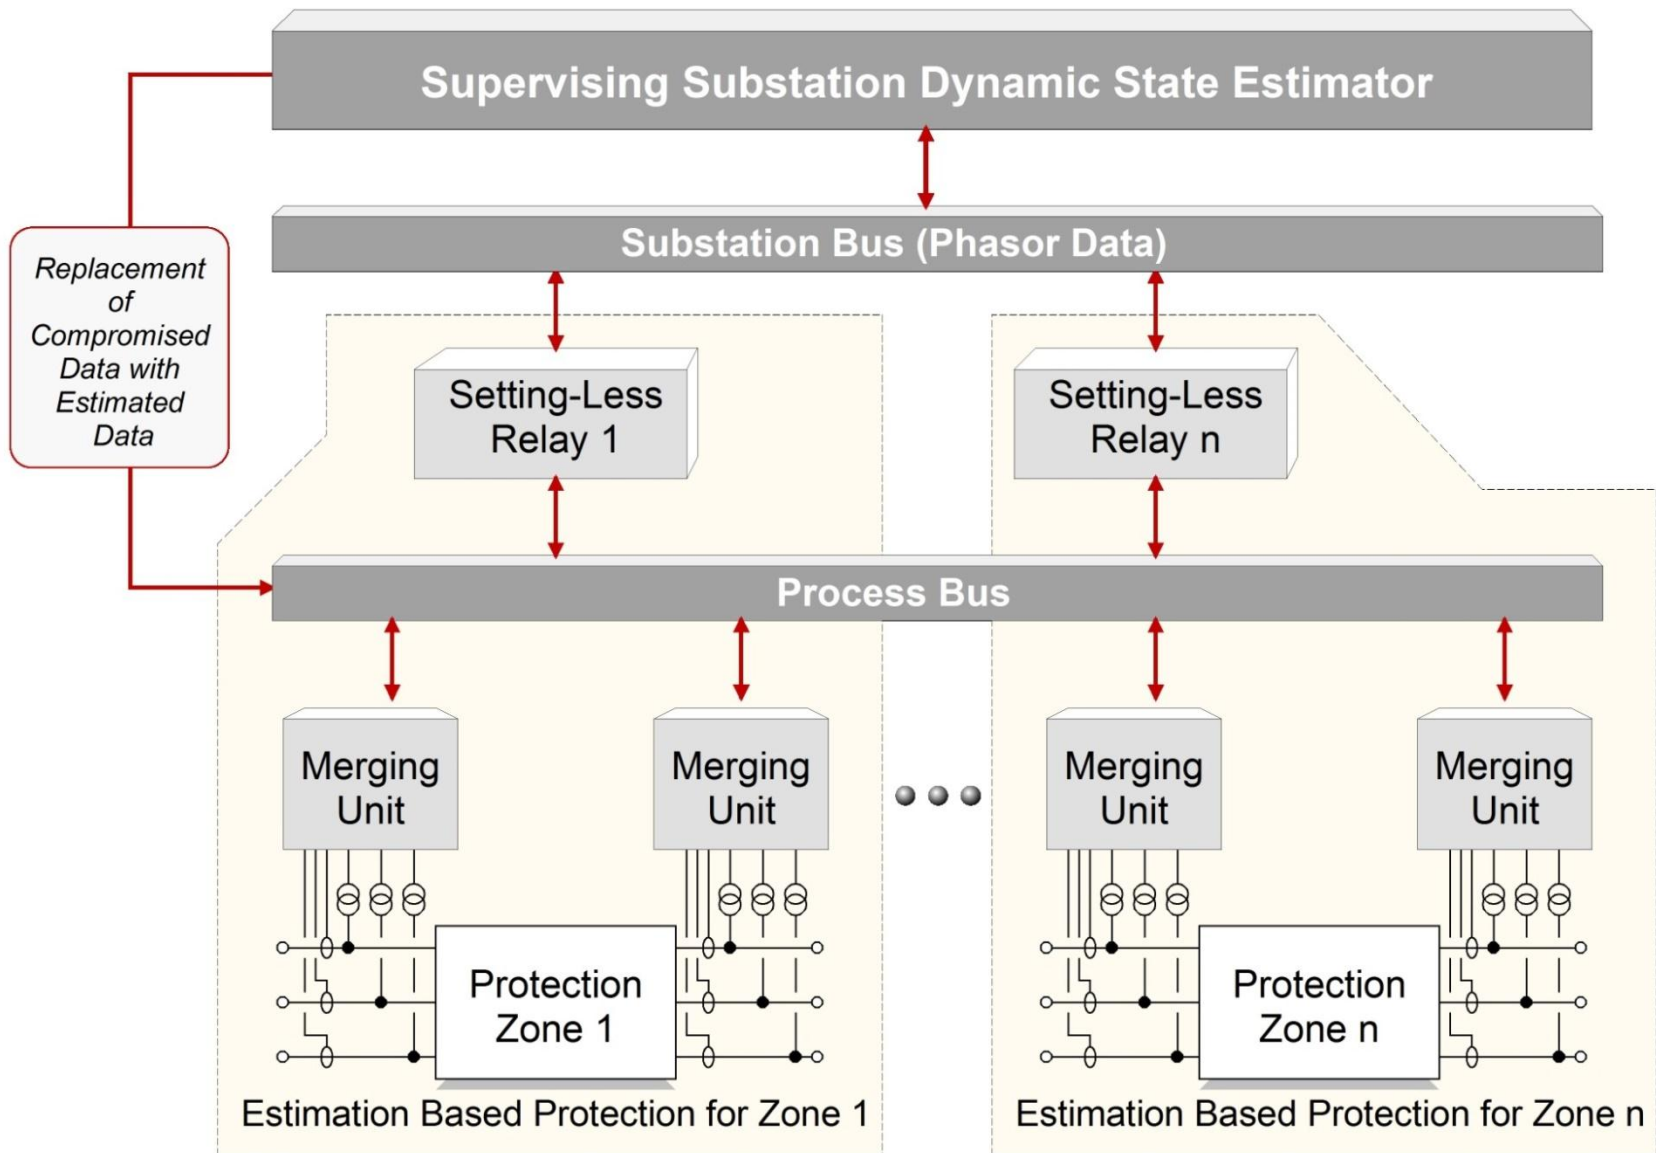 Supervising Substation Dynamic State Estimator
Substation Bus (Phasor Data)
Replacement
of
Compromised
Data with
Estimated
Data
Setting-Less
Relay 1
Setting-Less
Relay n
Process Bus
Merging
Unit
Merging
Unit
Merging
Unit
Merging
Unit
Protection
Zone 1
Protection
Zone n
Estimation Based Protection for Zone 1
Estimation Based Protection for Zone n